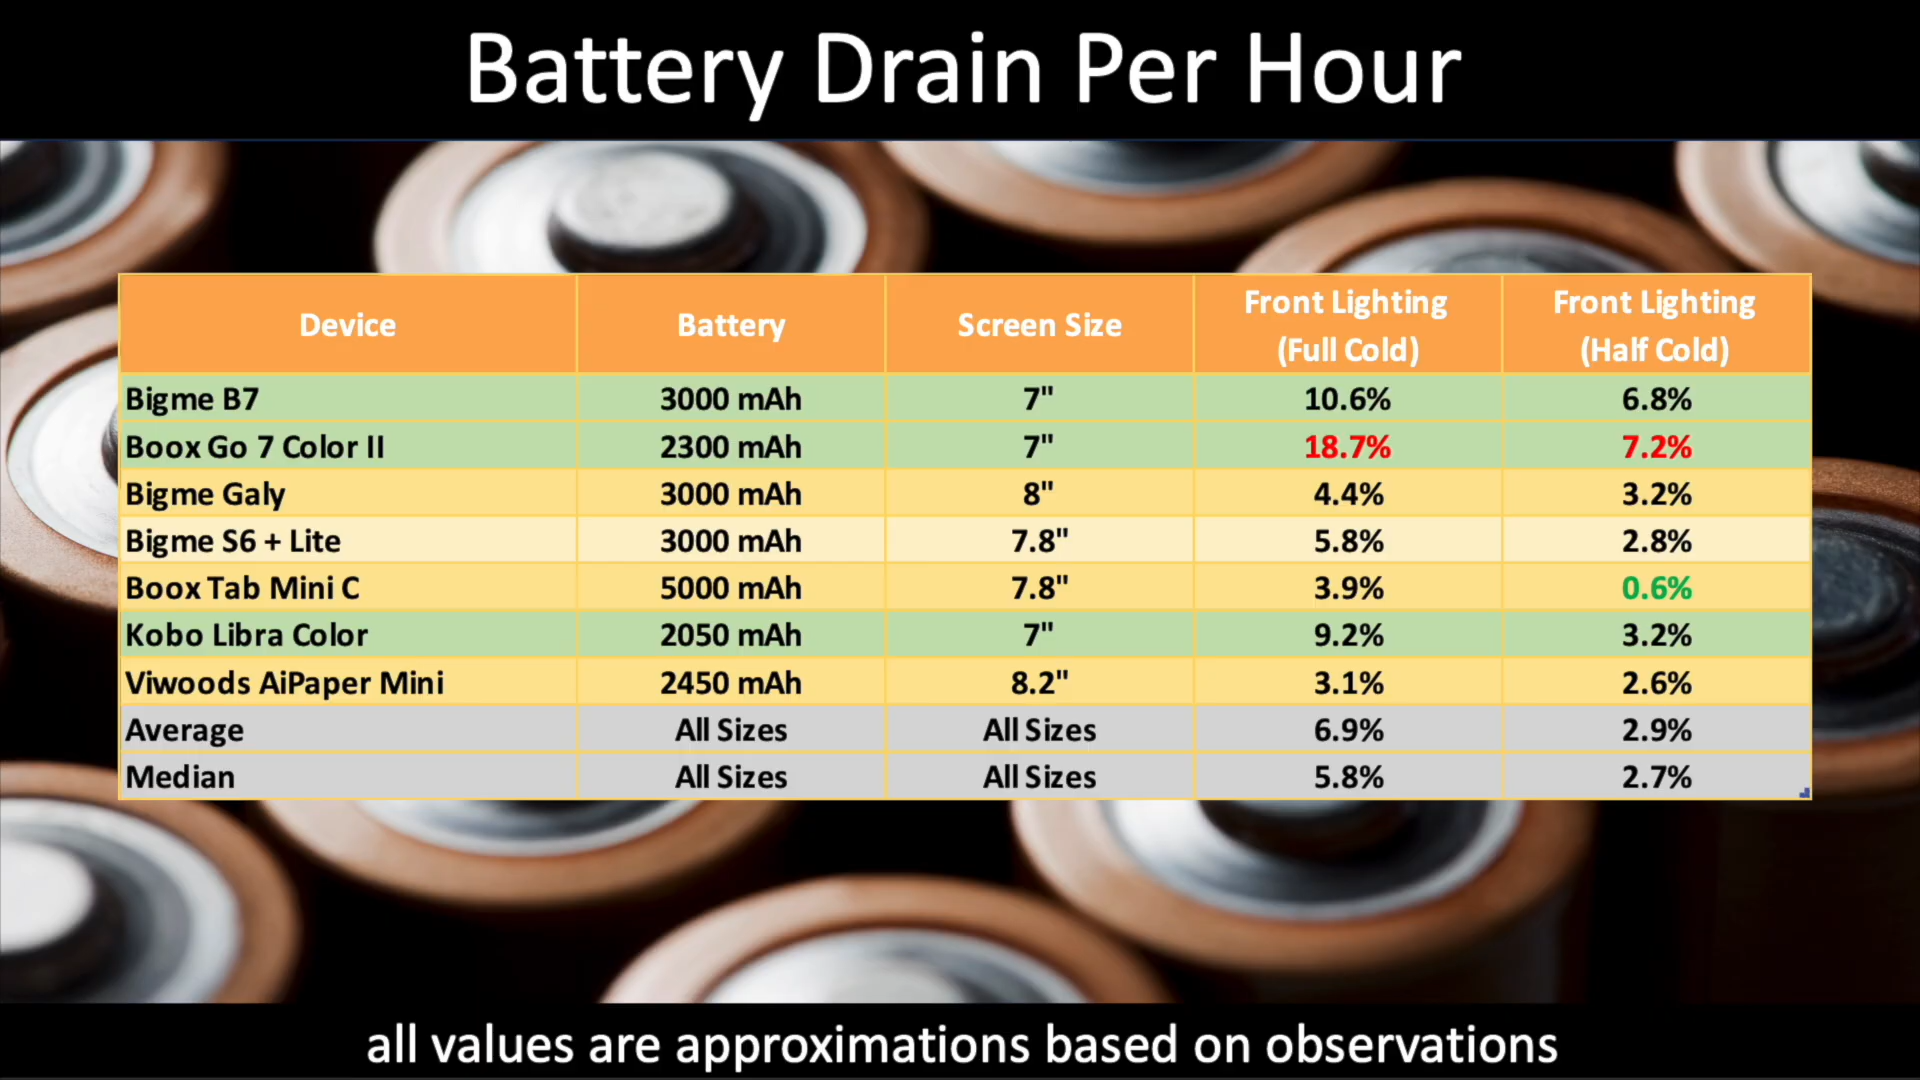 Battery Drain Per Hour
Device Battery Screen Size Front Lighting (Full Cold) Front Lighting (Half Cold)
Bigme B7 3000 mAh 7" 10.6% 6.8%
Boox Go 7 Color II 2300 mAh 7" 18.7% 7.2%
Bigme Galy 3000 mAh 8" 4.4% 3.2%
Bigme S6 + Lite 3000 mAh 7.8" 5.8% 2.8%
Boox Tab Mini C 5000 mAh 7.8" 3.9% 0.6%
Kobo Libra Color 2050 mAh 7" 9.2% 3.2%
Viwoods AiPaper Mini 2450 mAh 8.2" 3.1% 2.6%
Average All Sizes All Sizes 6.9% 2.9%
Median All Sizes All Sizes 5.8% 2.7%
all values are approximations based on observations